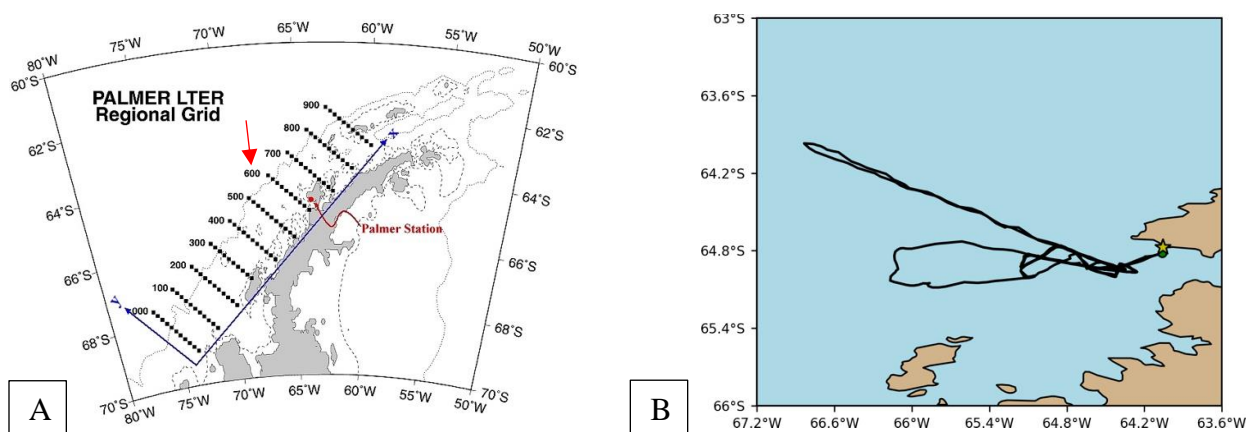 80°W 75°W 70°W 65°W 60°W 55°W 50°W
60°S 60°S
PALMER LTER
Regional Grid
900
800
700
600
500
400
300
200
100
000
62°S 62°S
64°S 64°S
66°S 66°S
68°S 68°S
70°S 70°S
Palmer Station
x
y
80°W 75°W 70°W 65°W 60°W 55°W 50°W
A
63°S
63.6°S
64.2°S
64.8°S
65.4°S
66°S
67.2°W 66.6°W 66°W 65.4°W 64.8°W 64.2°W 63.6°W
B